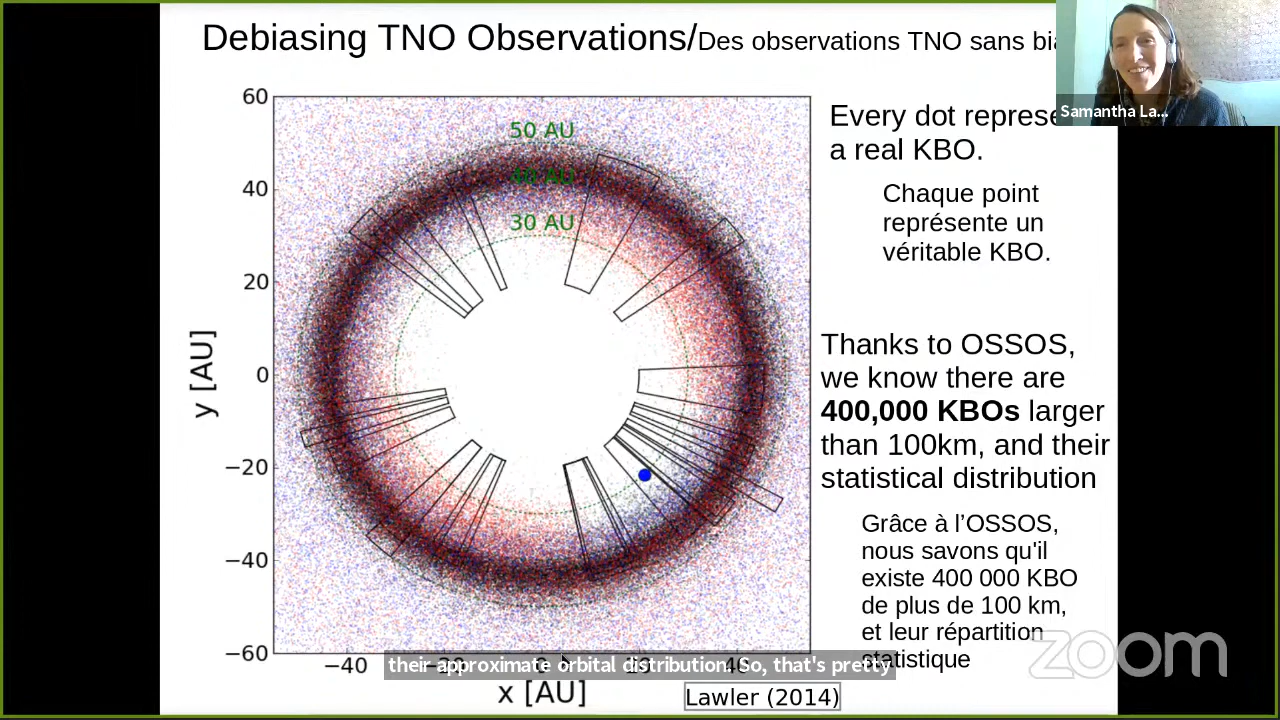 Debiasing TNO Observations/Des observations TNO sans
Samantha La...
Every dot
a real KBO.
Chaque point
représente un
véritable KBO.
Thanks to OSSOS,
we know there are
400,000 KBOs larger
than 100km, and their
statistical distribution
Grâce à l’OSSOS,
nous savons qu'il
existe 400 000 KBO
de plus de 100 km,
et leur répartition
statistique
60
50 AU
40
40 AU
30 AU
20
0
−20
−40
−60
y [AU]
−40
40
their approximate orbital distribution. So, that's pretty
x [AU]
Lawler (2014)
zoom